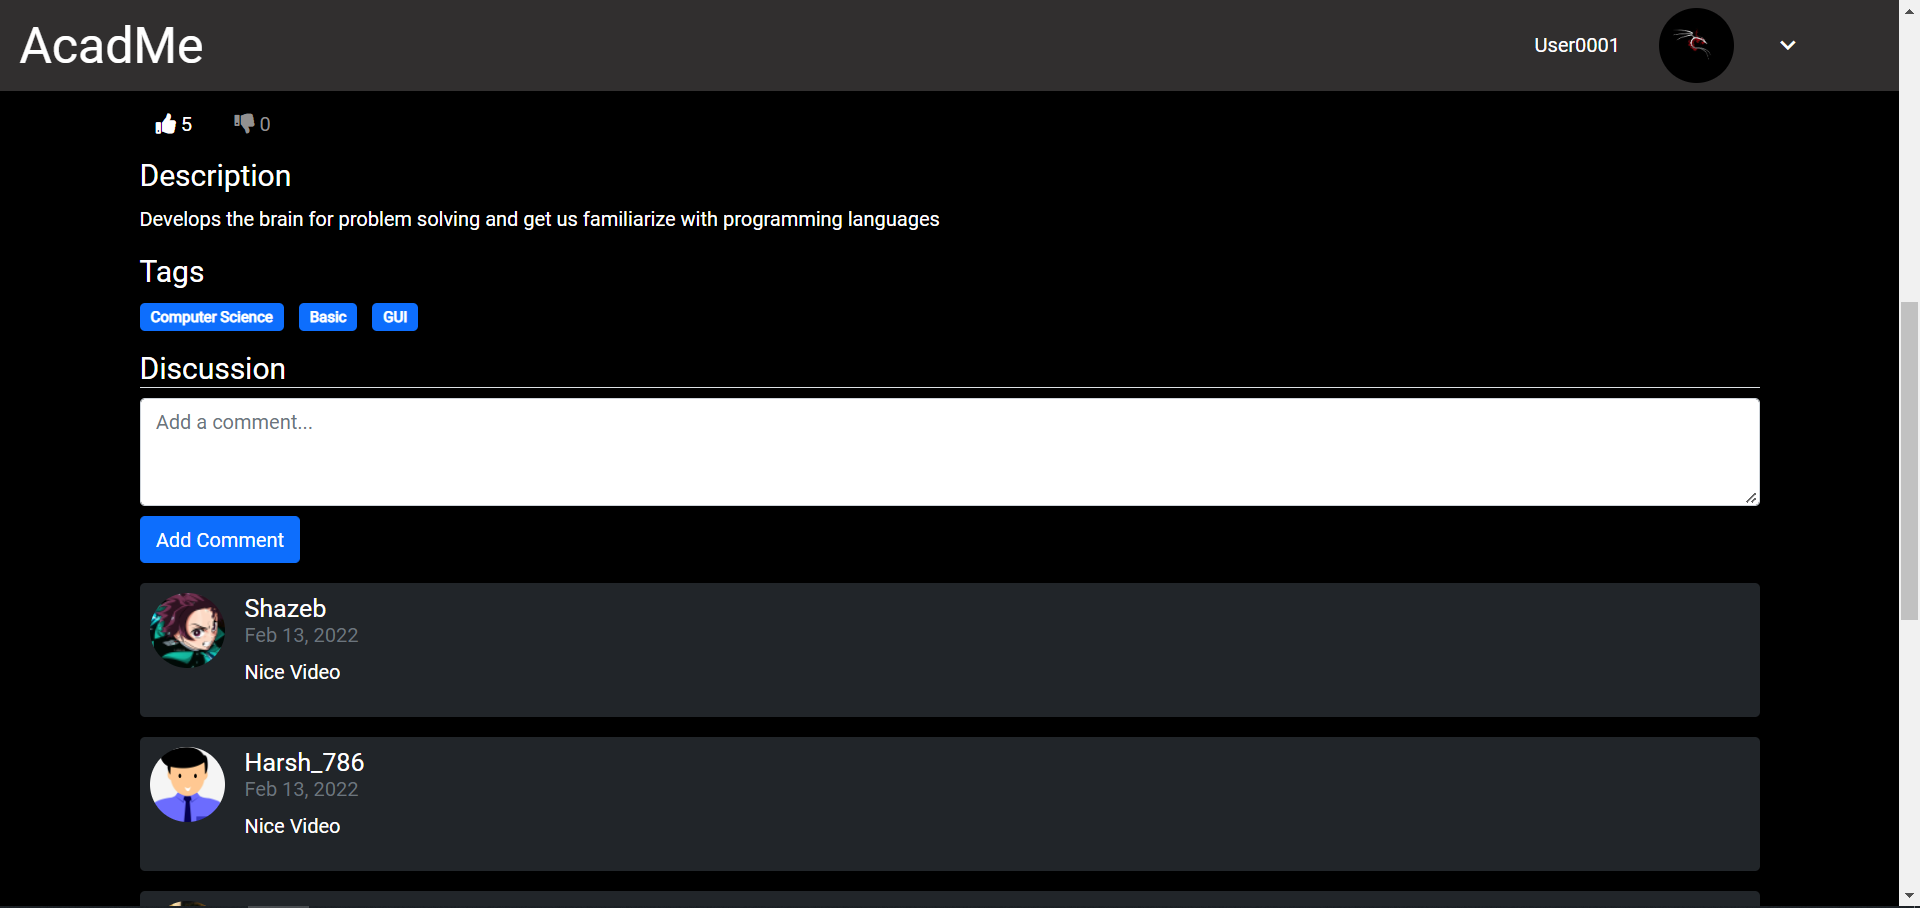 AcadMe
User0001
5 0
Description
Develops the brain for problem solving and get us familiarize with programming languages
Tags
Computer Science Basic GUI
Discussion
Add a comment...
Add Comment
Shazeb
Feb 13, 2022
Nice Video
Harsh_786
Feb 13, 2022
Nice Video